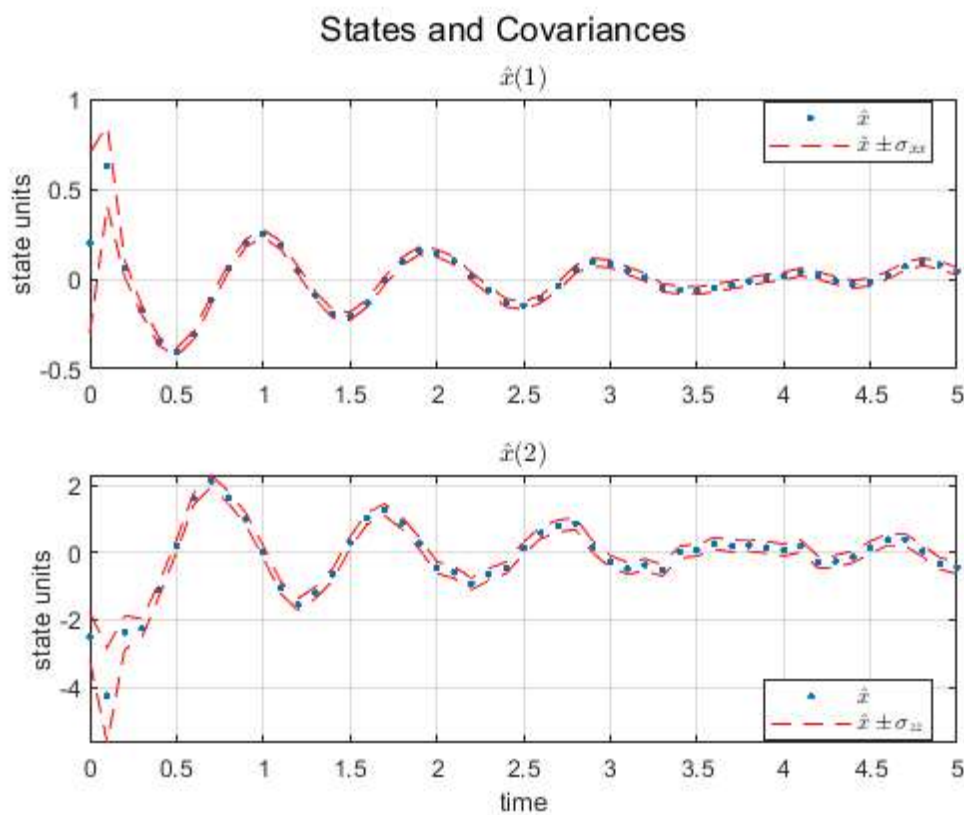 States and Covariances
x̂(1)
1
0.5
0
-0.5
state units
x̂
x̂ ± σₓₓ
0 0.5 1 1.5 2 2.5 3 3.5 4 4.5 5
x̂(2)
2
0
-2
-4
state units
x̂
x̂ ± σ
0 0.5 1 1.5 2 2.5 3 3.5 4 4.5 5
time